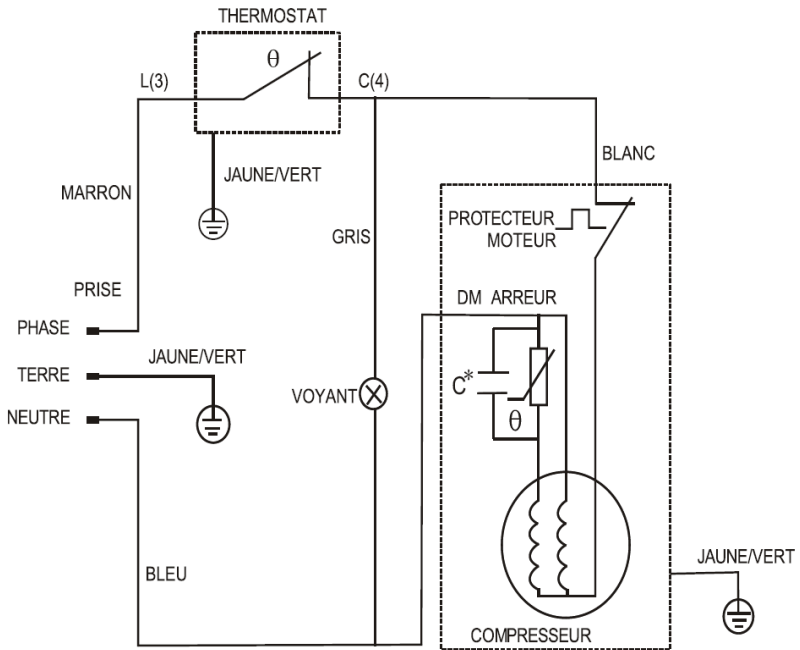 THERMOSTAT
θ
L(3)
C(4)
BLANC
JAUNE/VERT
MARRON
PROTECTEUR
MOTEUR
GRIS
PRISE
DM ARREUR
PHASE
JAUNE/VERT
TERRE
VOYANT
C*
NEUTRE
θ
JAUNE/VERT
BLEU
COMPRESSEUR